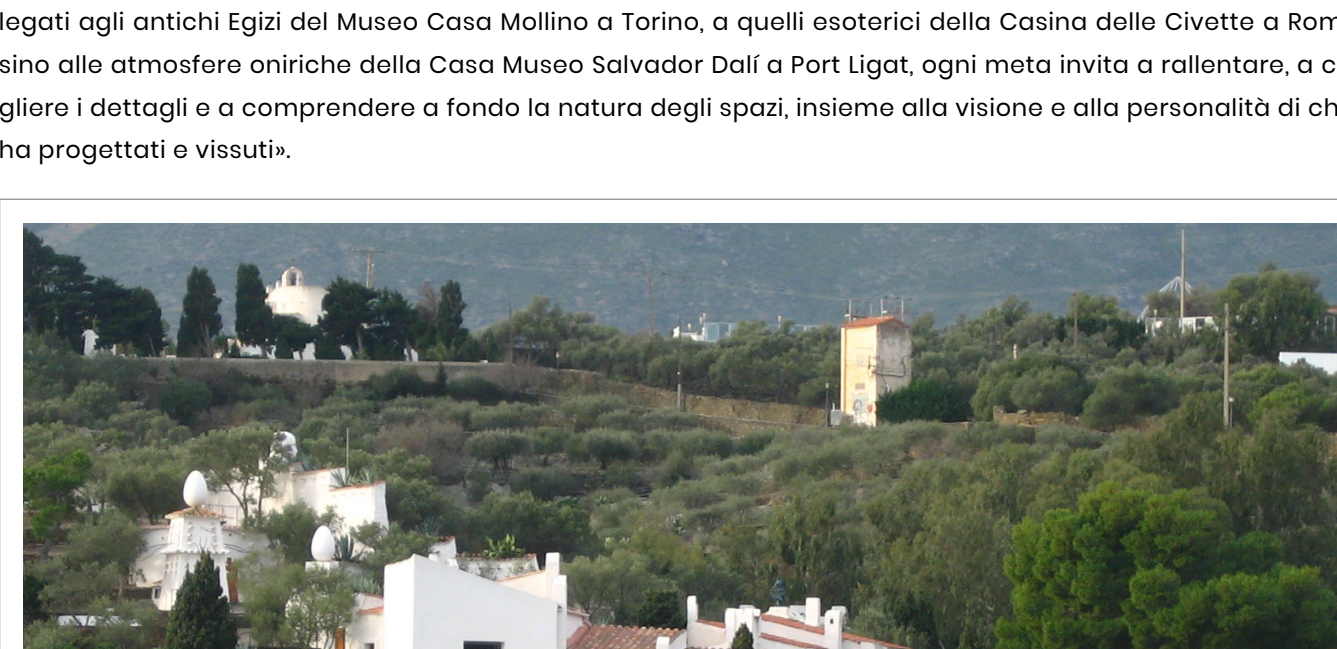 legati agli antichi Egizi del Museo Casa Mollino a Torino, a quelli esoterici della Casina delle Civette a Rom
sino alle atmosfere oniriche della Casa Museo Salvador Dalí a Port Ligat, ogni meta invita a rallentare, a c
gliere i dettagli e a comprendere a fondo la natura degli spazi, insieme alla visione e alla personalità di ch
ha progettati e vissuti».